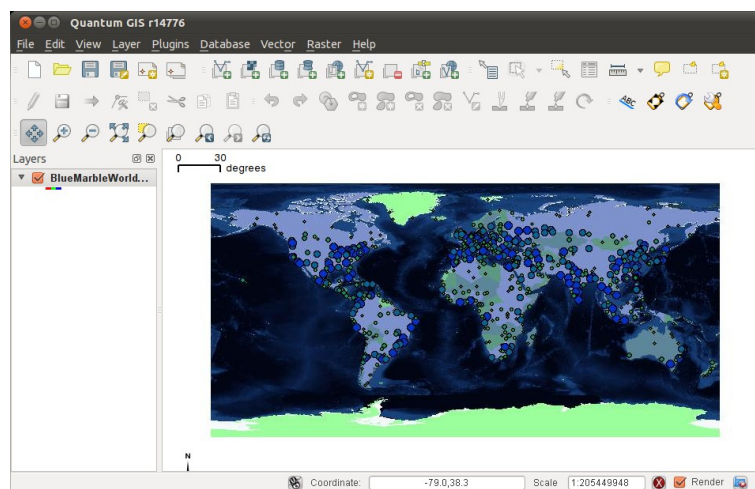 Quantum GIS r14776
File Edit View Layer Plugins Database Vector Raster Help
ABC
Layers
BlueMarbleWorld...
0 30
degrees
N
Coordinate: -79.0,38.3 Scale 1:205449948 Render